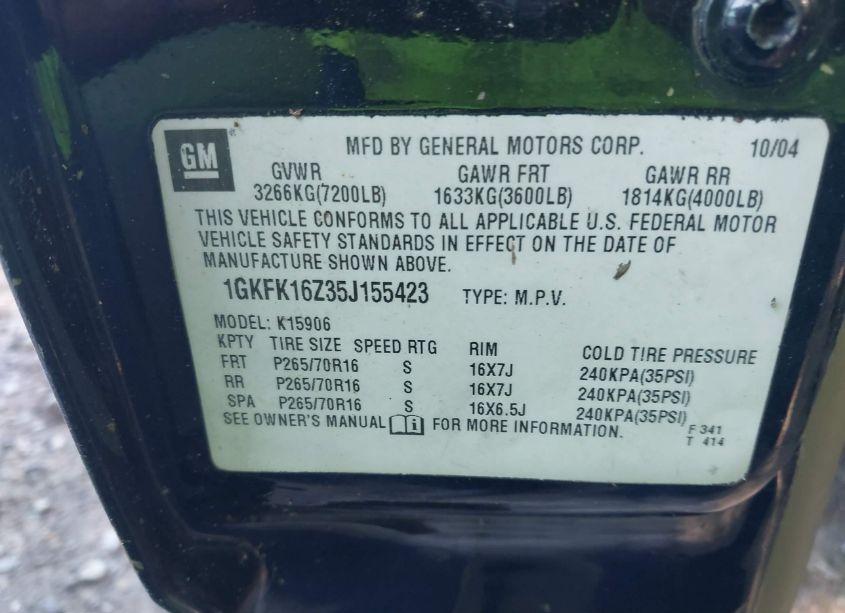 GM ® MFD BY GENERAL MOTORS CORP. 10/04
GVWR GAWR FRT GAWR RR
3266KG(7200LB) 1633KG(3600LB) 1814KG(4000LB)
THIS VEHICLE CONFORMS TO ALL APPLICABLE U.S. FEDERAL MOTOR
VEHICLE SAFETY STANDARDS IN EFFECT ON THE DATE OF
MANUFACTURE SHOWN ABOVE.
1GKFK16Z35J155423 TYPE: M.P.V.
MODEL: K15906
KPTY TIRE SIZE SPEED RTG RIM COLD TIRE PRESSURE
FRT P265/70R16 S 16X7J 240KPA(35PSI)
RR P265/70R16 S 16X7J 240KPA(35PSI)
SPA P265/70R16 S 16X6.5J 240KPA(35PSI)
SEE OWNER'S MANUAL FOR MORE INFORMATION. F 341
T 414